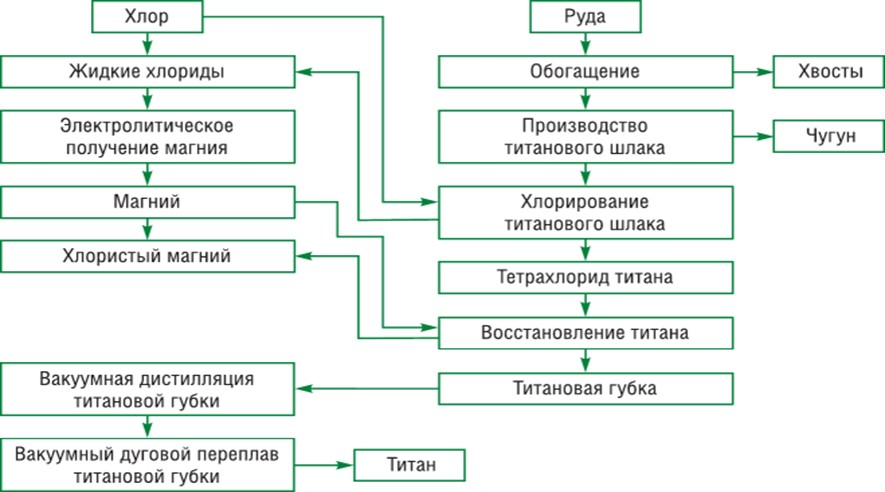 Хлор
Руда
Жидкие хлориды
Обогащение
Хвосты
Электролитическое
получение магния
Производство
титанового шлака
Чугун
Магний
Хлорирование
титанового шлака
Хлористый магний
Тетрахлорид титана
Восстановление титана
Вакуумная дистилляция
титановой губки
Титановая губка
Вакуумный дуговой переплав
титановой губки
Титан